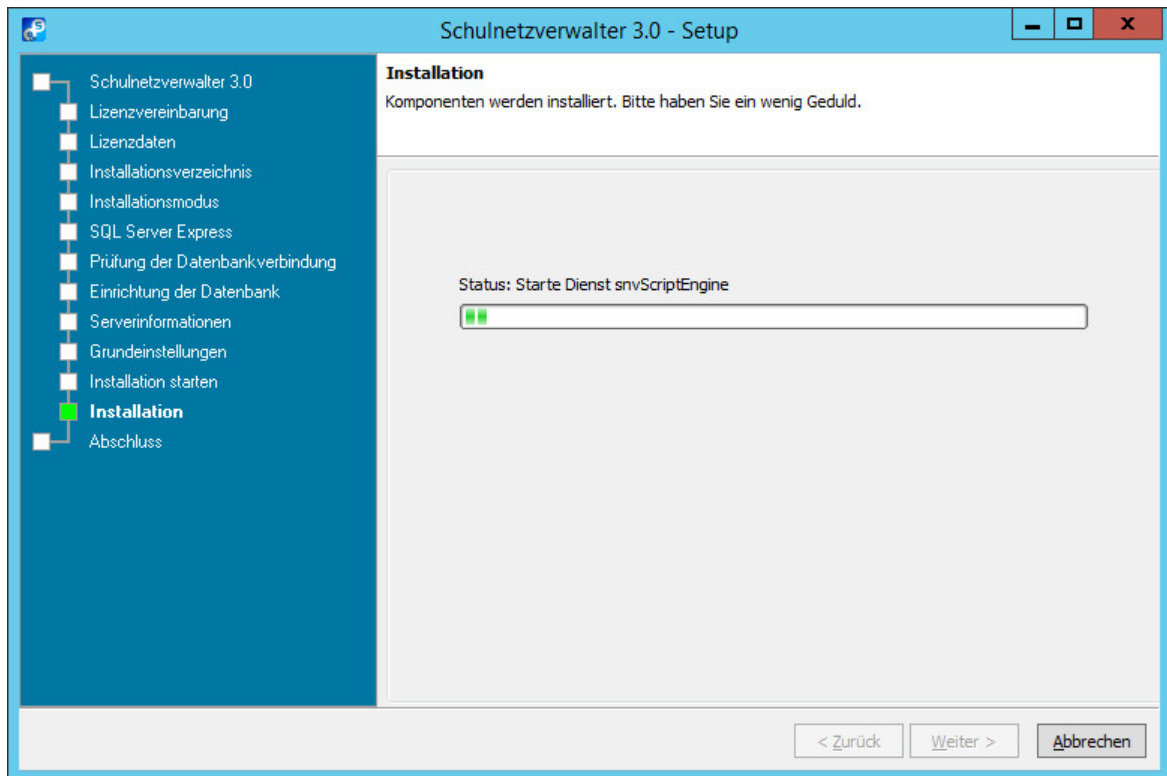 Schulnetzverwalter 3.0 - Setup
Schulnetzverwalter 3.0
Lizenzvereinbarung
Lizenzdaten
Installationsverzeichnis
Installationsmodus
SQL Server Express
Prüfung der Datenbankverbindung
Einrichtung der Datenbank
Serverinformationen
Grundeinstellungen
Installation starten
Installation
Abschluss
Installation
Komponenten werden installiert. Bitte haben Sie ein wenig Geduld.
Status: Starte Dienst snvScriptEngine
< Zurück
Weiter >
Abbrechen